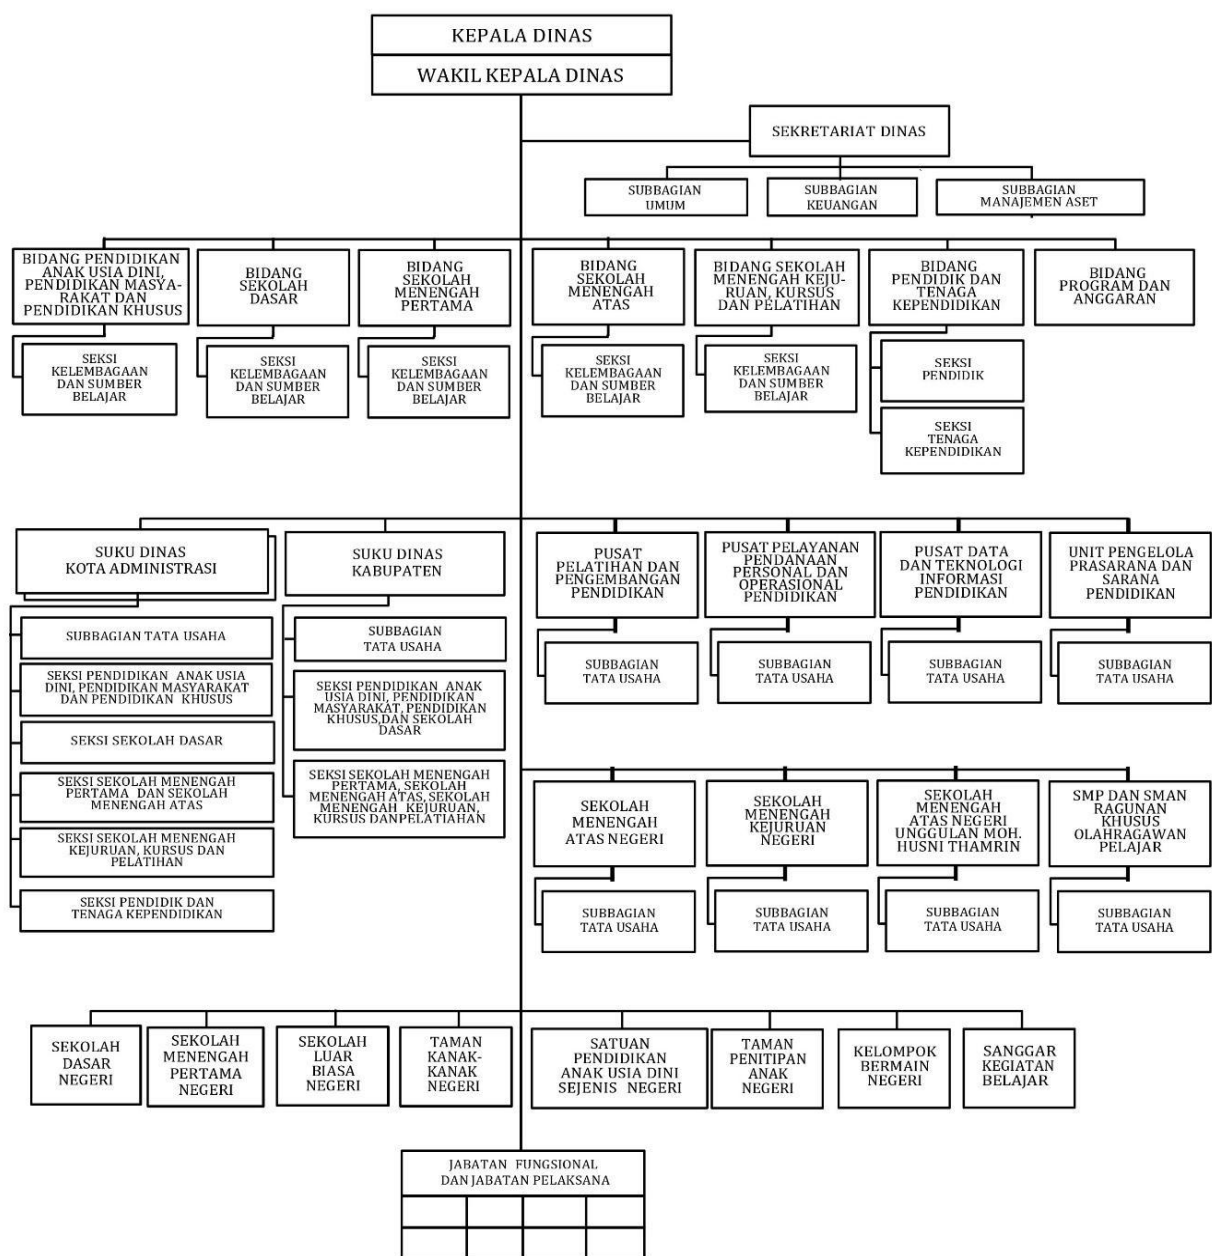 KEPALA DINAS
WAKIL KEPALA DINAS
SEKRETARIAT DINAS
SUBBAGIAN
UMUM
SUBBAGIAN
KEUANGAN
SUBBAGIAN
MANAJEMEN ASET
BIDANG PENDIDIKAN
ANAK USIA DINI,
PENDIDIKAN MASYA-
RAKAT DAN
PENDIDIKAN KHUSUS
BIDANG
SEKOLAH
DASAR
BIDANG
SEKOLAH
MENENGAH
PERTAMA
BIDANG
SEKOLAH
MENENGAH
ATAS
BIDANG SEKOLAH
MENENGAH KEJU-
RUAN, KURSUS
DAN PELATIHAN
BIDANG
PENDIDIK DAN
TENAGA
KEPENDIDIKAN
BIDANG
PROGRAM DAN
ANGGARAN
SEKSI
KELEMBAGAAN
DAN SUMBER
BELAJAR
SEKSI
KELEMBAGAAN
DAN SUMBER
BELAJAR
SEKSI
KELEMBAGAAN
DAN SUMBER
BELAJAR
SEKSI
KELEMBAGAAN
DAN SUMBER
BELAJAR
SEKSI
KELEMBAGAAN
DAN SUMBER
BELAJAR
SEKSI
PENDIDIK
SEKSI
TENAGA
KEPENDIDIKAN
SUKU DINAS
KOTA ADMINISTRASI
SUBBAGIAN TATA USAHA
SEKSI PENDIDIKAN ANAK USIA
DINI, PENDIDIKAN MASYARAKAT
DAN PENDIDIKAN KHUSUS
SEKSI SEKOLAH DASAR
SEKSI SEKOLAH MENENGAH
PERTAMA DAN SEKOLAH
MENENGAH ATAS
SEKSI SEKOLAH MENENGAH
KEJURUAN, KURSUS DAN
PELATIHAN
SEKSI PENDIDIK DAN
TENAGA KEPENDIDIKAN
SUKU DINAS
KABUPATEN
SUBBAGIAN
TATA USAHA
SEKSI PENDIDIKAN ANAK
USIA DINI, PENDIDIKAN
MASYARAKAT, PENDIDIKAN
KHUSUS,DAN SEKOLAH
DASAR
SEKSI SEKOLAH MENENGAH
PERTAMA, SEKOLAH
MENENGAH ATAS, SEKOLAH
MENENGAH KEJURUAN,
KURSUS DANPELATIAHAN
PUSAT
PELATIHAN DAN
PENGEMBANGAN
PENDIDIKAN
PUSAT PELAYANAN
PENDANAAN
PERSONAL DAN
OPERASIONAL
PENDIDIKAN
PUSAT DATA
DAN TEKNOLOGI
INFORMASI
PENDIDIKAN
UNIT PENGELOLA
PRASARANA DAN
SARANA
PENDIDIKAN
SUBBAGIAN
TATA USAHA
SUBBAGIAN
TATA USAHA
SUBBAGIAN
TATA USAHA
SUBBAGIAN
TATA USAHA
SEKOLAH
MENENGAH
ATAS NEGERI
SEKOLAH
MENENGAH
KEJURUAN
NEGERI
SEKOLAH
MENENGAH
ATAS NEGERI
UNGGULAN MOH.
HUSNI THAMRIN
SMP DAN SMAN
RAGUNAN
KHUSUS
OLAHRAGAWAN
PELAJAR
SUBBAGIAN
TATA USAHA
SUBBAGIAN
TATA USAHA
SUBBAGIAN
TATA USAHA
SUBBAGIAN
TATA USAHA
SEKOLAH
DASAR
NEGERI
SEKOLAH
MENENGAH
PERTAMA
NEGERI
SEKOLAH
LUAR
BIASA
NEGERI
TAMAN
KANAK-
KANAK
NEGERI
SATUAN
PENDIDIKAN
ANAK USIA DINI
SEJENIS NEGERI
TAMAN
PENITIPAN
ANAK
NEGERI
KELOMPOK
BERMAIN
NEGERI
SANGGAR
KEGIATAN
BELAJAR
JABATAN FUNGSIONAL
DAN JABATAN PELAKSANA